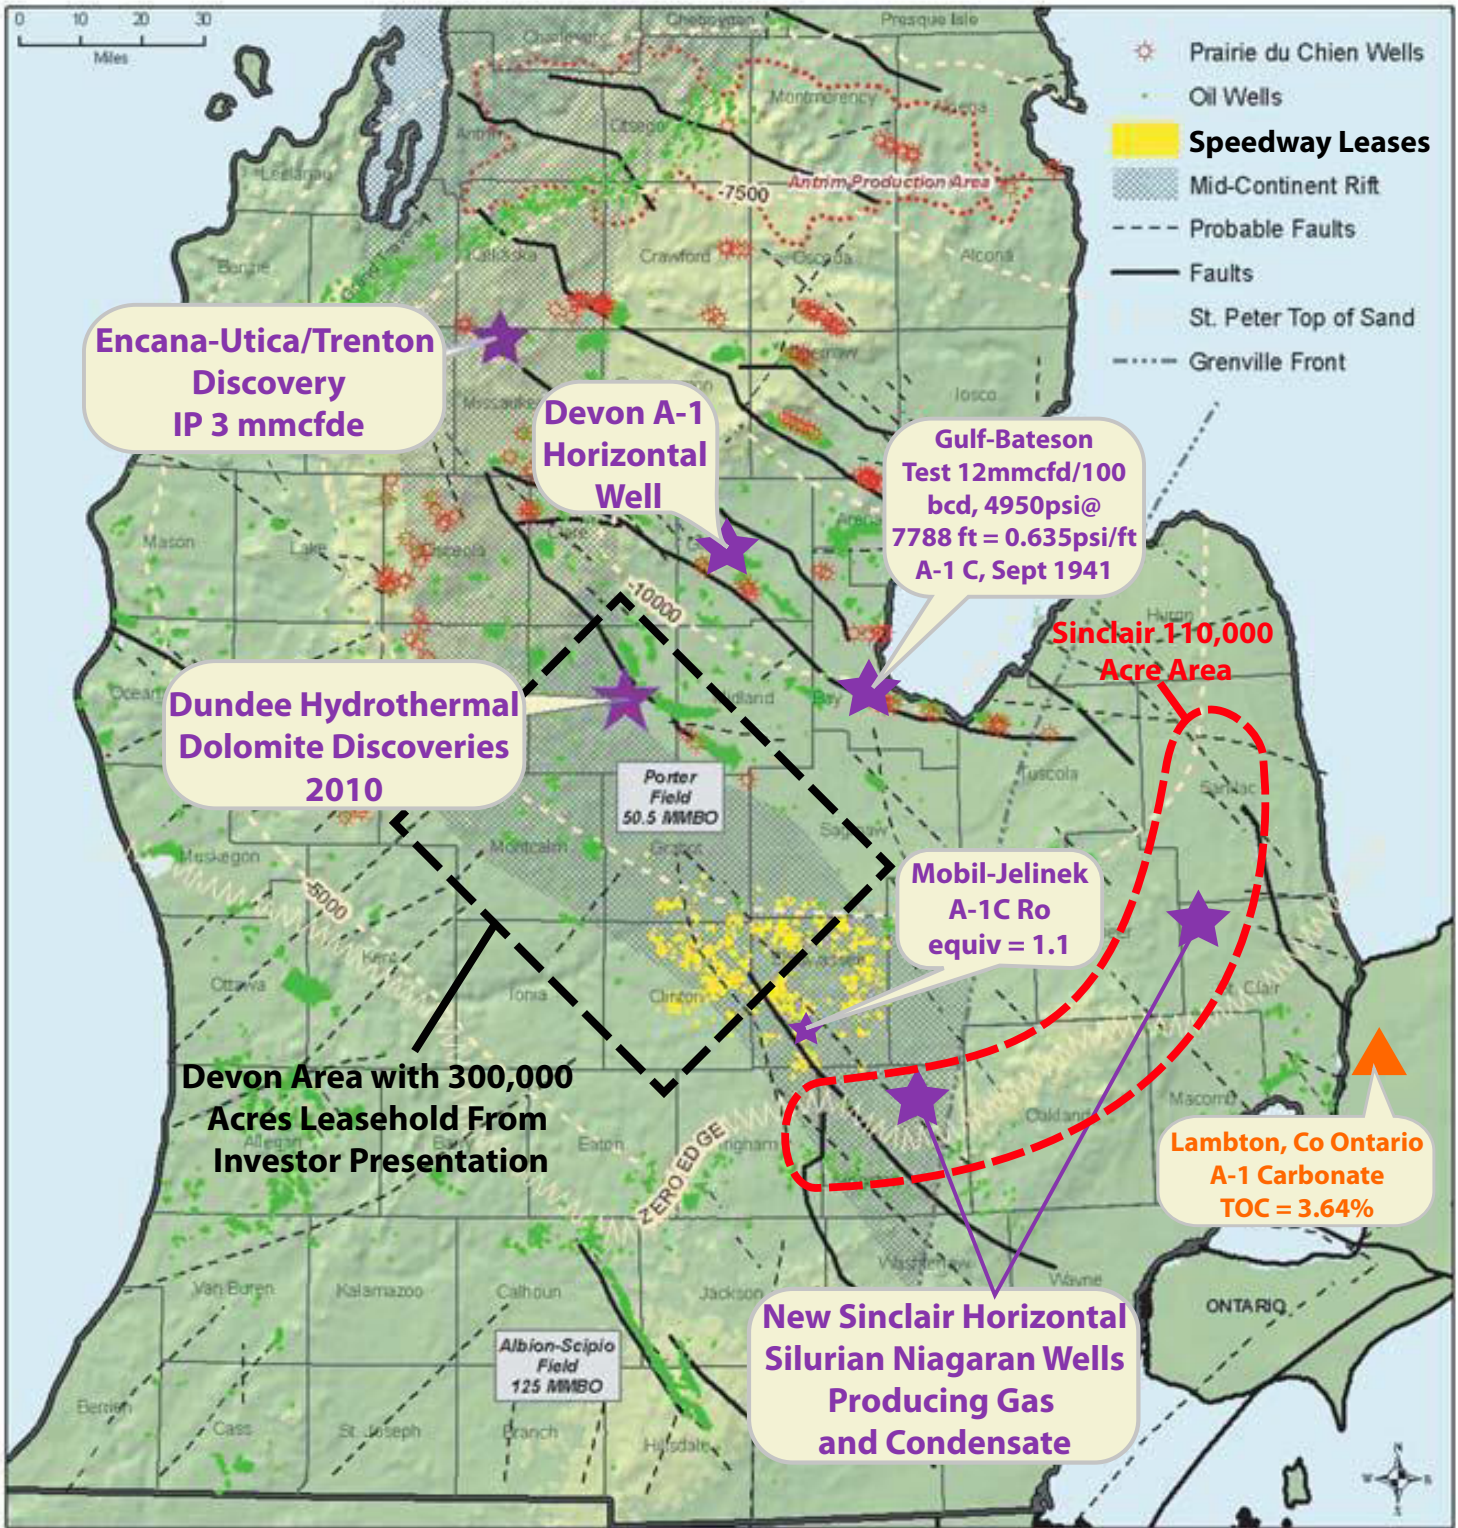 0 10 20 30
Miles
Cheboygan
Presque Isle
Charlevoix
Prairie du Chien Wells
Oil Wells
Speedway Leases
Mid-Continent Rift
Probable Faults
Faults
St. Peter Top of Sand
Grenville Front
Montmorency
Alpena
Antrim
Otsego
Leelanau
-7500
Antrim Production Area
Benzie
Grand Traverse
Kalkaska
Crawford
Oscoda
Alcona
Encana-Utica/Trenton
Discovery
IP 3 mmcfde
Ogemaw
Iosco
Missaukee
Devon A-1
Horizontal
Well
Gulf-Bateson
Test 12mmcfd/100
bcd, 4950psi@
7788 ft = 0.635psi/ft
A-1 C, Sept 1941
Mason
Lake
Osceola
Clare
Arenac
-10000
Huron
Sinclair 110,000
Acre Area
Midland
Bay
Dundee Hydrothermal
Dolomite Discoveries
2010
Porter
Field
50.5 MMBO
Tuscola
Sanilac
Muskegon
Montcalm
Gratiot
Saginaw
-5000
Mobil-Jelinek
A-1C Ro
equiv = 1.1
Kent
Ottawa
Ionia
Clinton
St. Clair
Devon Area with 300,000
Acres Leasehold From
Investor Presentation
Allegan
Barry
Eaton
Ingham
ZERO EDGE
Oakland
Macomb
Lambton, Co Ontario
A-1 Carbonate
TOC = 3.64%
Van Buren
Kalamazoo
Calhoun
Jackson
Washtenaw
Wayne
ONTARIO
New Sinclair Horizontal
Silurian Niagaran Wells
Producing Gas
and Condensate
Albion-Scipio
Field
125 MMBO
Berrien
Cass
St. Joseph
Branch
Hillsdale
N
W
E
S